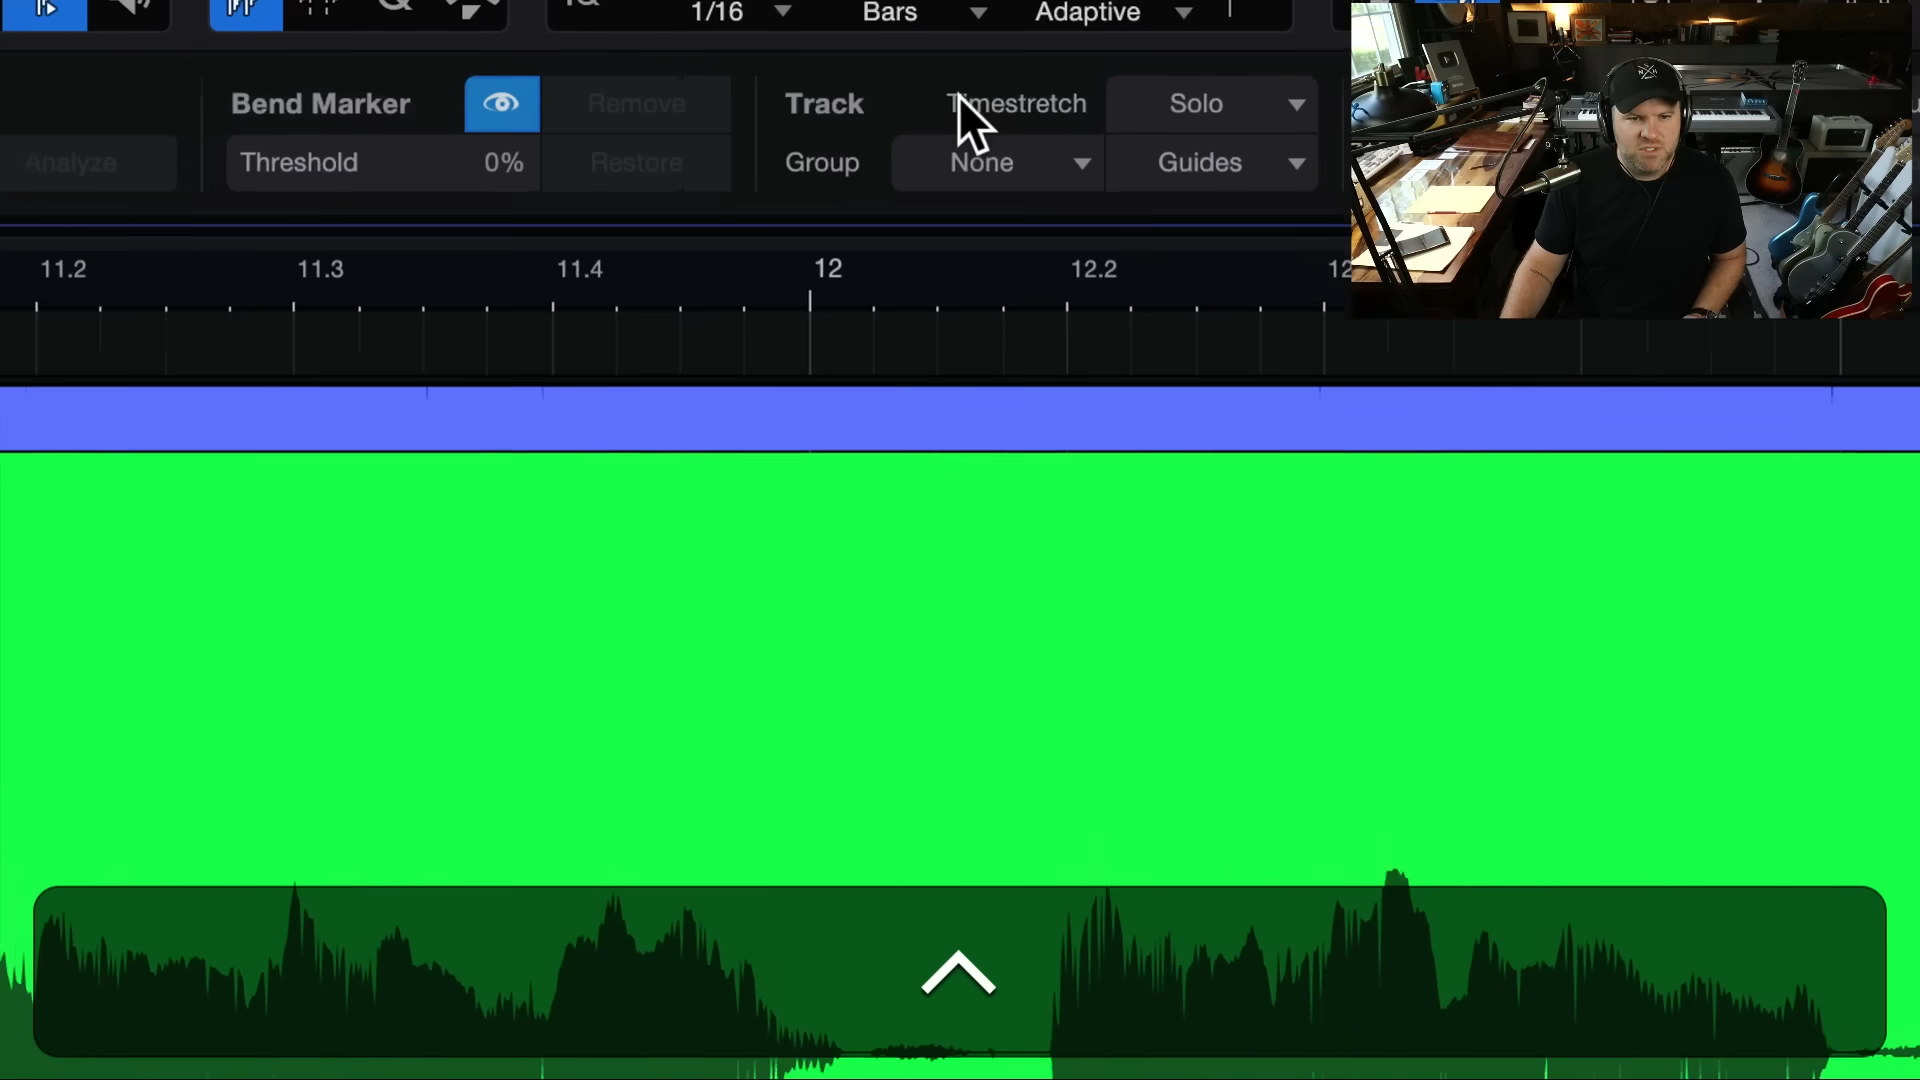 1/16 Bars Adaptive
Bend Marker Remove Track Timestretch Solo
Analyze Threshold 0% Restore Group None Guides
11.2 11.3 11.4 12 12.2